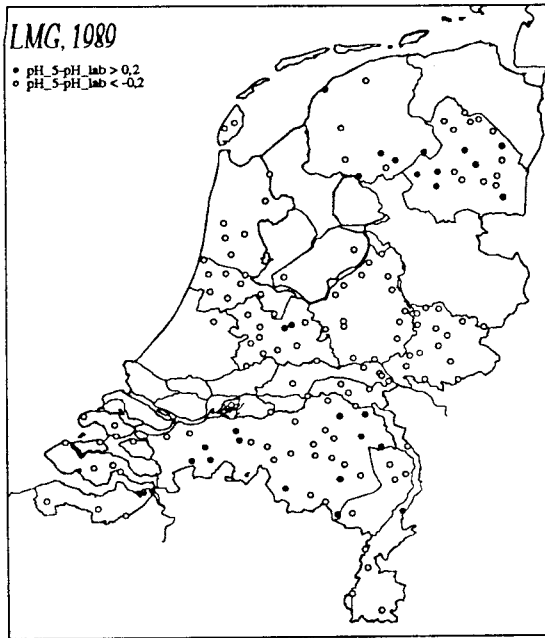 LMG, 1989
• pH_5-pH_lab > 0,2
○ pH_5-pH_lab < -0,2